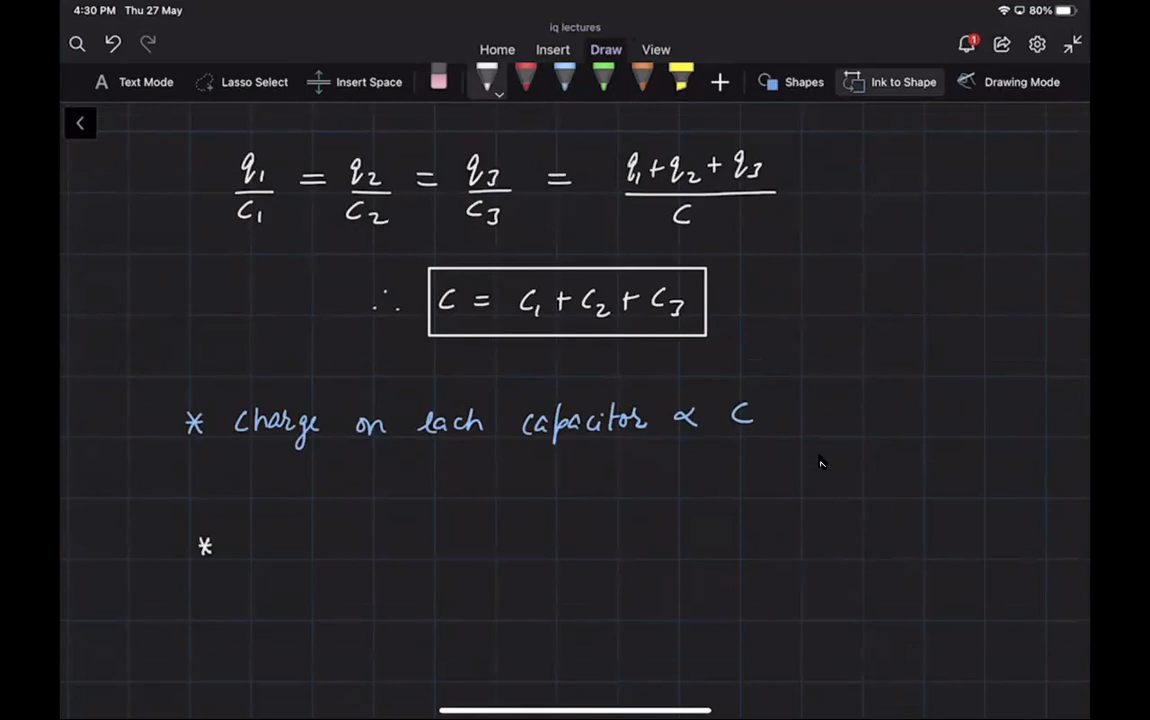 4:30 PM Thu 27 May 80%
iq lectures
Home Insert Draw View 1
Text Mode Lasso Select Insert Space Shapes Ink to Shape Drawing Mode
q₁/C₁ = q₂/C₂ = q₃/C₃ = q₁+q₂+q₃/C
∴ C = C₁ + C₂ + C₃
* Charge on each capacitor ∝ C
*